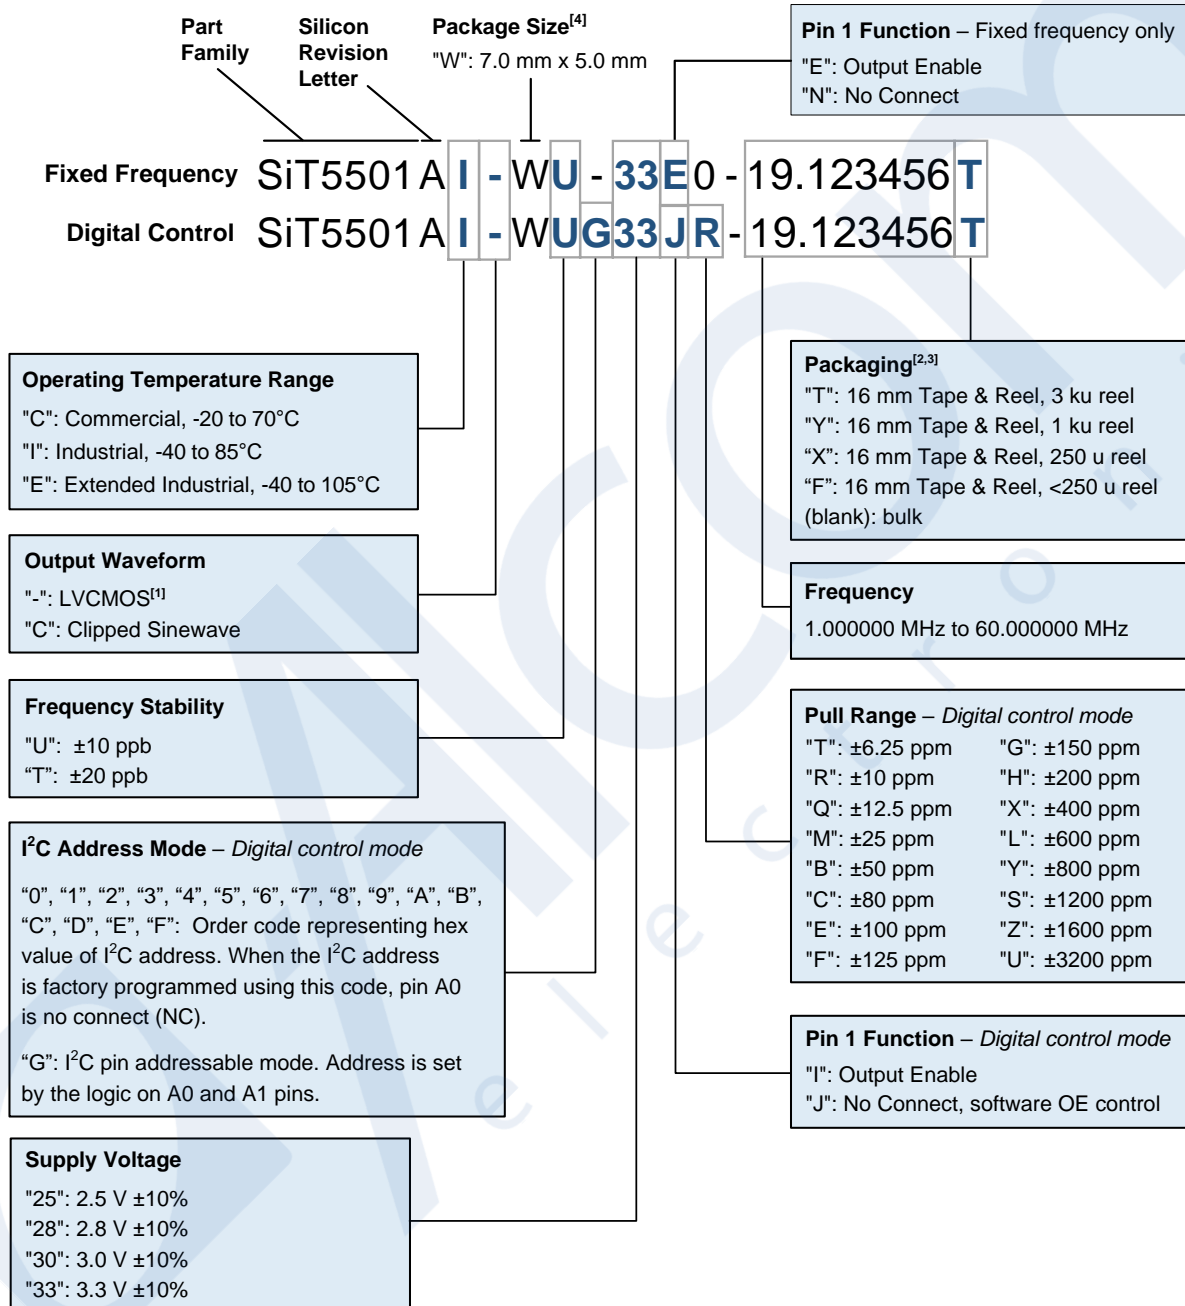 Part Family
Silicon Revision Letter
Package Size[4]
"W": 7.0 mm x 5.0 mm
Pin 1 Function – Fixed frequency only
"E": Output Enable
"N": No Connect
Fixed Frequency SiT5501 A I - W U - 33 E 0 - 19.123456 T
Digital Control SiT5501 A I - W U G 33 J R - 19.123456 T
Operating Temperature Range
"C": Commercial, -20 to 70°C
"I": Industrial, -40 to 85°C
"E": Extended Industrial, -40 to 105°C
Output Waveform
"-": LVCMOS[1]
"C": Clipped Sinewave
Frequency Stability
"U": ±10 ppb
“T”: ±20 ppb
I2C Address Mode – Digital control mode
“0”, “1”, “2”, “3”, “4”, “5”, “6”, “7”, “8”, “9”, “A”, “B”,
“C”, “D”, “E”, “F”: Order code representing hex
value of I2C address. When the I2C address
is factory programmed using this code, pin A0
is no connect (NC).
“G”: I2C pin addressable mode. Address is set
by the logic on A0 and A1 pins.
Supply Voltage
"25": 2.5 V ±10%
"28": 2.8 V ±10%
"30": 3.0 V ±10%
"33": 3.3 V ±10%
Packaging[2,3]
"T": 16 mm Tape & Reel, 3 ku reel
"Y": 16 mm Tape & Reel, 1 ku reel
“X”: 16 mm Tape & Reel, 250 u reel
“F”: 16 mm Tape & Reel, <250 u reel
(blank): bulk
Frequency
1.000000 MHz to 60.000000 MHz
Pull Range – Digital control mode
"T": ±6.25 ppm "G": ±150 ppm
"R": ±10 ppm "H": ±200 ppm
"Q": ±12.5 ppm "X": ±400 ppm
"M": ±25 ppm "L": ±600 ppm
"B": ±50 ppm "Y": ±800 ppm
"C": ±80 ppm "S": ±1200 ppm
"E": ±100 ppm "Z": ±1600 ppm
"F": ±125 ppm "U": ±3200 ppm
Pin 1 Function – Digital control mode
"I": Output Enable
"J": No Connect, software OE control